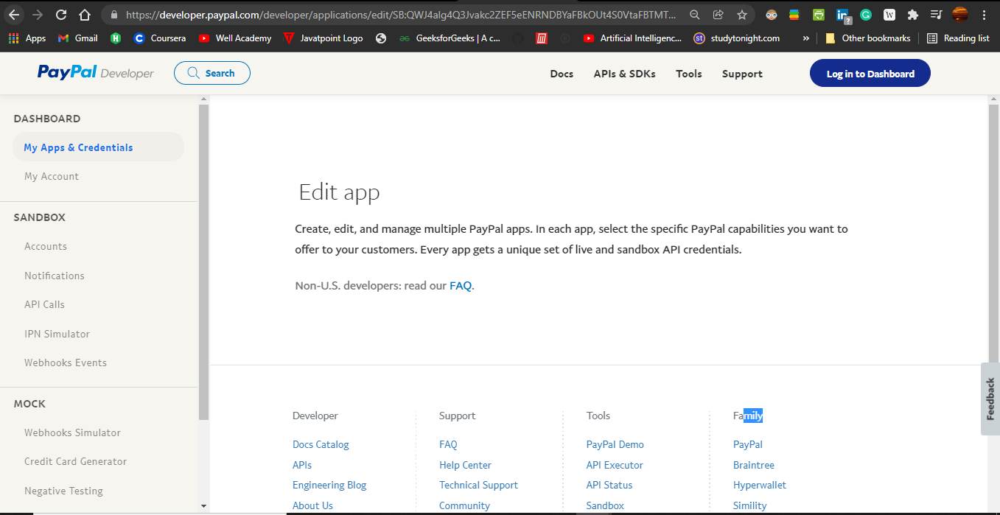 https://developer.paypal.com/developer/applications/edit/SB:QWJ4alg4Q3Jvakc2ZEF5eENRNDBYaFBkOUt4S0VtaFBTMT...
Apps Gmail Coursera Well Academy Javatpoint Logo GeeksforGeeks | A c... Artificial Intelligenc... st studytonight.com » Other bookmarks Reading list
PayPal Developer Search Docs APIs & SDKs Tools Support Log in to Dashboard
DASHBOARD
My Apps & Credentials
My Account
SANDBOX
Accounts
Notifications
API Calls
IPN Simulator
Webhooks Events
MOCK
Webhooks Simulator
Credit Card Generator
Negative Testing
Edit app
Create, edit, and manage multiple PayPal apps. In each app, select the specific PayPal capabilities you want to
offer to your customers. Every app gets a unique set of live and sandbox API credentials.
Non-U.S. developers: read our FAQ.
Feedback
Developer Support Tools Family
Docs Catalog FAQ PayPal Demo PayPal
APIs Help Center API Executor Braintree
Engineering Blog Technical Support API Status Hyperwallet
About Us Community Sandbox Simility